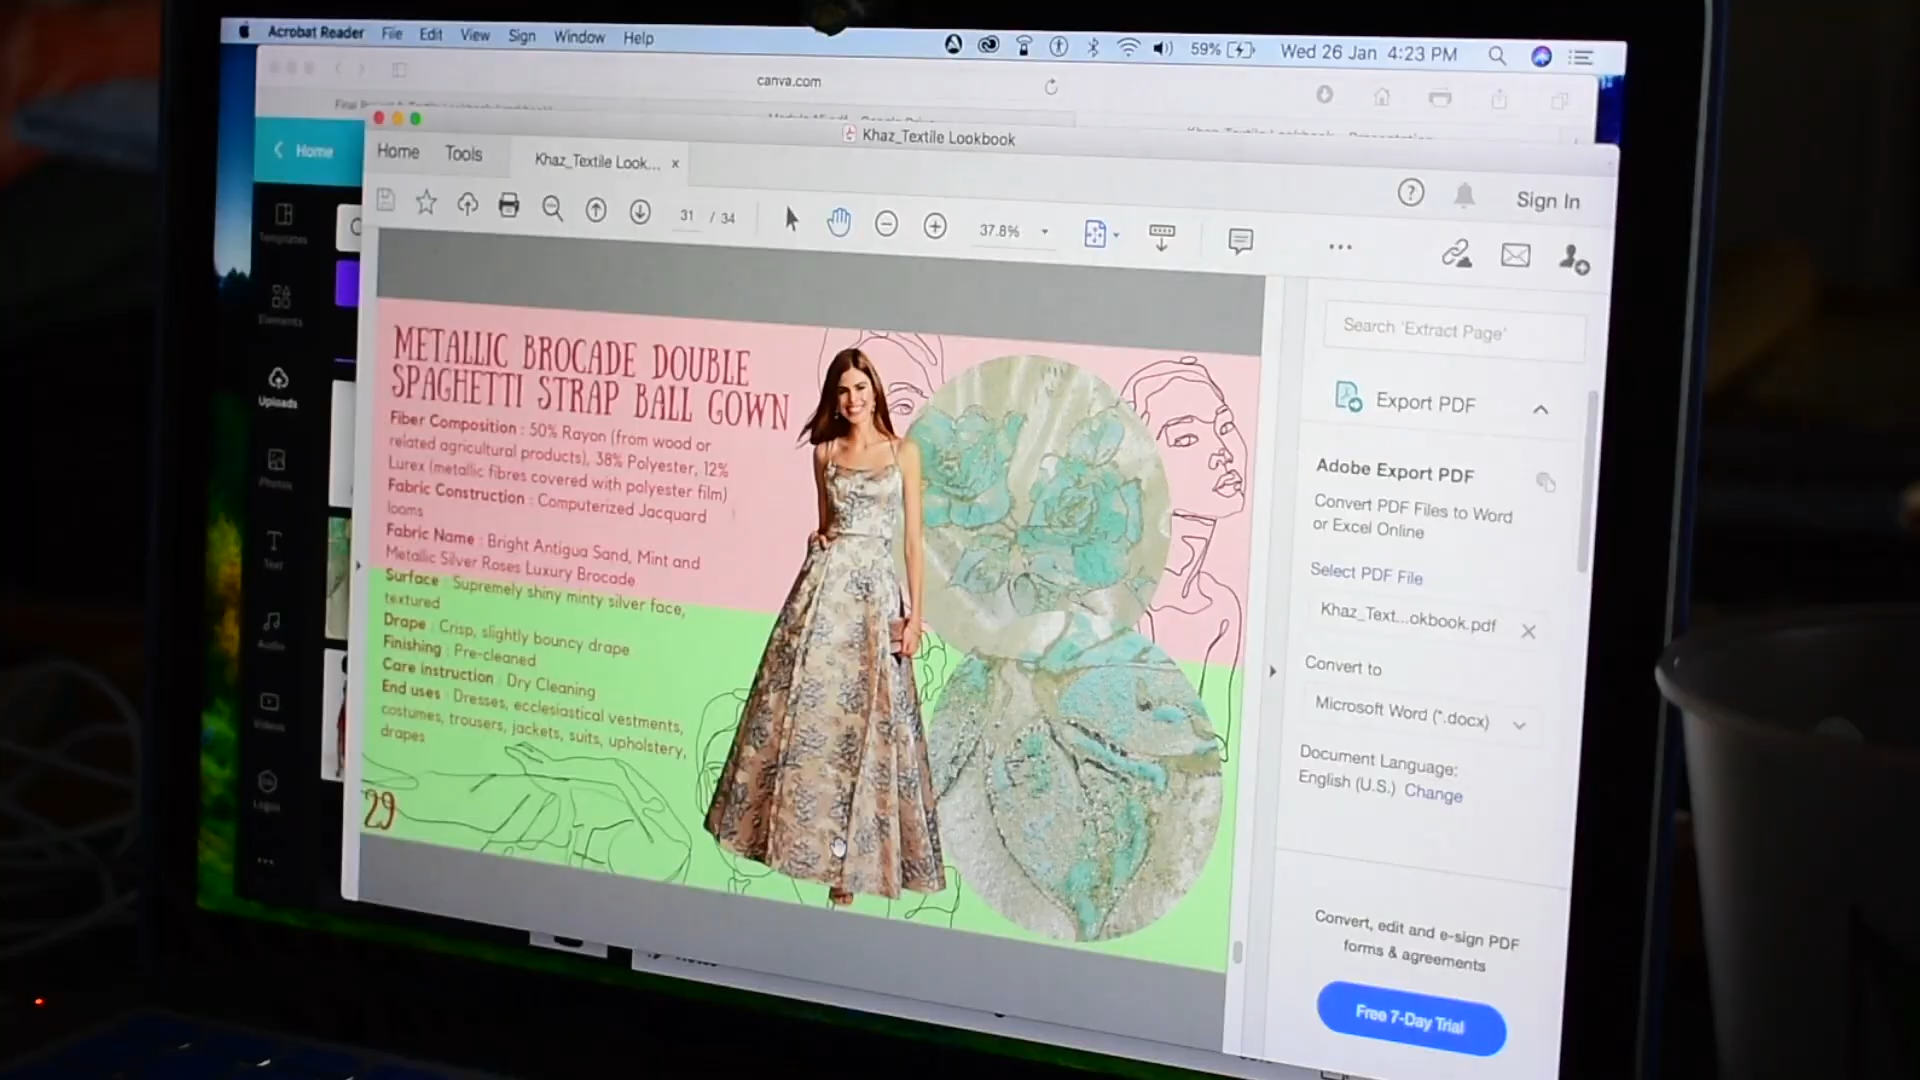 Acrobat Reader File Edit View Sign Window Help 59% Wed 26 Jan 4:23 PM
canva.com
Khaz_Textile Lookbook
Home
Home Tools Khaz_Textile Look... ×
Sign In
31 / 34 37.8%
Templates
Elements
Uploads
Photos
Text
Audio
Videos
Logos
METALLIC BROCADE DOUBLE
SPAGHETTI STRAP BALL GOWN
Fiber Composition : 50% Rayon (from wood or
related agricultural products), 38% Polyester, 12%
Lurex (metallic fibres covered with polyester film)
Fabric Construction : Computerized Jacquard
looms
Fabric Name : Bright Antigua Sand, Mint and
Metallic Silver Roses Luxury Brocade
Surface : Supremely shiny minty silver face,
textured
Drape : Crisp, slightly bouncy drape
Finishing : Pre-cleaned
Care instruction : Dry Cleaning
End uses : Dresses, ecclesiastical vestments,
costumes, trousers, jackets, suits, upholstery,
drapes
29
Search 'Extract Page'
Export PDF
Adobe Export PDF
Convert PDF Files to Word
or Excel Online
Select PDF File
Khaz_Text...okbook.pdf
Convert to
Microsoft Word (*.docx)
Document Language:
English (U.S.) Change
Convert, edit and e-sign PDF
forms & agreements
Free 7-Day Trial